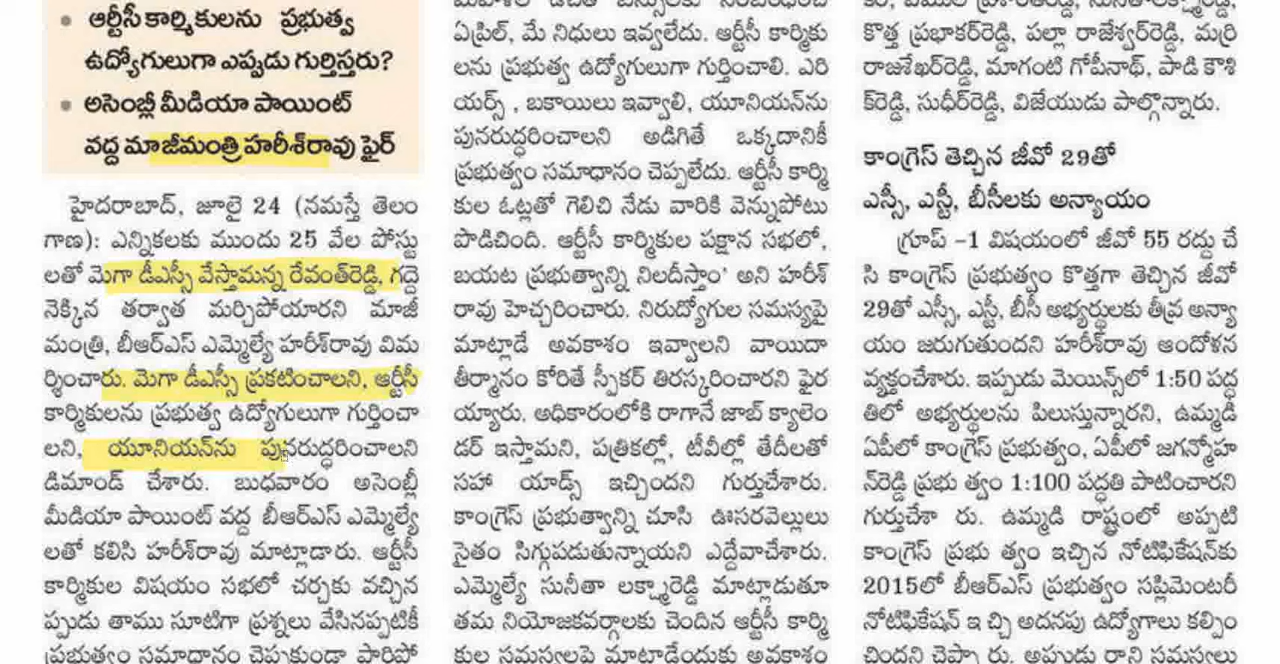 ఆర్టీసీ కార్మికులను ప్రభుత్వ
ఉద్యోగులుగా ఎప్పడు గుర్తిస్తరు?
అసెంబ్లీ మీడియా పాయింట్
వద్ద మాజీమంత్రి హరీశ్‌రావు ఫైర్
హైదరాబాద్, జూలై 24 (నమస్తే తెలం
గాణ): ఎన్నికలకు ముందు 25 వేల పోస్టు
లతో మెగా డీఎస్సీ వేస్తామన్న రేవంత్‌రెడ్డి, గద్దె
నెక్కిన తర్వాత మర్చిపోయారని మాజీ
మంత్రి, బీఆర్ఎస్ ఎమ్మెల్యే హరీశ్‌రావు విమ
ర్శించారు. మెగా డీఎస్సీ ప్రకటించాలని, ఆర్టీసీ
కార్మికులను ప్రభుత్వ ఉద్యోగులుగా గుర్తించా
లని, యూనియన్‌ను పునరుద్ధరించాలని
డిమాండ్ చేశారు. బుధవారం అసెంబ్లీ
మీడియా పాయింట్ వద్ద బీఆర్ఎస్ ఎమ్మెల్యే
లతో కలిసి హరీశ్‌రావు మాట్లాడారు. ఆర్టీసీ
కార్మికుల విషయం సభలో చర్చకు వచ్చిన
ప్పుడు తాము సూటిగా ప్రశ్నలు వేసినప్పటికీ
ప్రభుత్వం సమాధానం చెప్పకుండా పారిపో
ఏప్రిల్, మే నిధులు ఇవ్వలేదు. ఆర్టీసీ కార్మికు
లను ప్రభుత్వ ఉద్యోగులుగా గుర్తించాలి. ఎరి
యర్స్ , బకాయిలు ఇవ్వాలి, యూనియన్‌ను
పునరుద్ధరించాలని అడిగితే ఒక్కదానికీ
ప్రభుత్వం సమాధానం చెప్పలేదు. ఆర్టీసీ కార్మి
కుల ఓట్లతో గెలిచి నేడు వారికి వెన్నుపోటు
పొడిచింది. ఆర్టీసీ కార్మికుల పక్షాన సభలో,
బయట ప్రభుత్వాన్ని నిలదీస్తాం' అని హరీశ్
రావు హెచ్చరించారు. నిరుద్యోగుల సమస్యపై
మాట్లాడే అవకాశం ఇవ్వాలని వాయిదా
తీర్మానం కోరితే స్పీకర్ తిరస్కరించారని ఫైర
య్యారు. అధికారంలోకి రాగానే జాబ్ క్యాలెం
డర్ ఇస్తామని, పత్రికల్లో, టీవీల్లో తేదీలతో
సహా యాడ్స్ ఇచ్చిందని గుర్తుచేశారు.
కాంగ్రెస్ ప్రభుత్వాన్ని చూసి ఊసరవెల్లులు
సైతం సిగ్గుపడుతున్నాయని ఎద్దేవాచేశారు.
ఎమ్మెల్యే సునీతా లక్ష్మారెడ్డి మాట్లాడుతూ
తమ నియోజకవర్గాలకు చెందిన ఆర్టీసీ కార్మి
కుల సమస్యలపై మాట్లాడేందుకు అవకాశం
కొత్త ప్రభాకర్‌రెడ్డి, పల్లా రాజేశ్వర్‌రెడ్డి, మర్రి
రాజశేఖర్‌రెడ్డి, మాగంటి గోపీనాథ్, పాడి కౌశి
క్‌రెడ్డి, సుధీర్‌రెడ్డి, విజేయుడు పాల్గొన్నారు.
కాంగ్రెస్ తెచ్చిన జీవో 29తో
ఎస్సీ, ఎస్టీ, బీసీలకు అన్యాయం
గ్రూప్ -1 విషయంలో జీవో 55 రద్దు చే
సి కాంగ్రెస్ ప్రభుత్వం కొత్తగా తెచ్చిన జీవో
29తో ఎస్సీ, ఎస్టీ, బీసీ అభ్యర్థులకు తీవ్ర అన్యా
యం జరుగుతుందని హరీశ్‌రావు ఆందోళన
వ్యక్తంచేశారు. ఇప్పుడు మెయిన్స్‌లో 1:50 పద్ధ
తిలో అభ్యర్థులను పిలుస్తున్నారని, ఉమ్మడి
ఏపీలో కాంగ్రెస్ ప్రభుత్వం, ఏపీలో జగన్మోహ
న్‌రెడ్డి ప్రభు త్వం 1:100 పద్ధతి పాటించారని
గుర్తుచేశా రు. ఉమ్మడి రాష్ట్రంలో అప్పటి
కాంగ్రెస్ ప్రభు త్వం ఇచ్చిన నోటిఫికేషన్‌కు
2015లో బీఆర్ఎస్ ప్రభుత్వం సప్లిమెంటరీ
నోటిఫికేషన్ ఇ చ్చి అదనపు ఉద్యోగాలు కల్పిం
చిందని చెప్పా రు. అప్పుడు రాని సమస్యలు